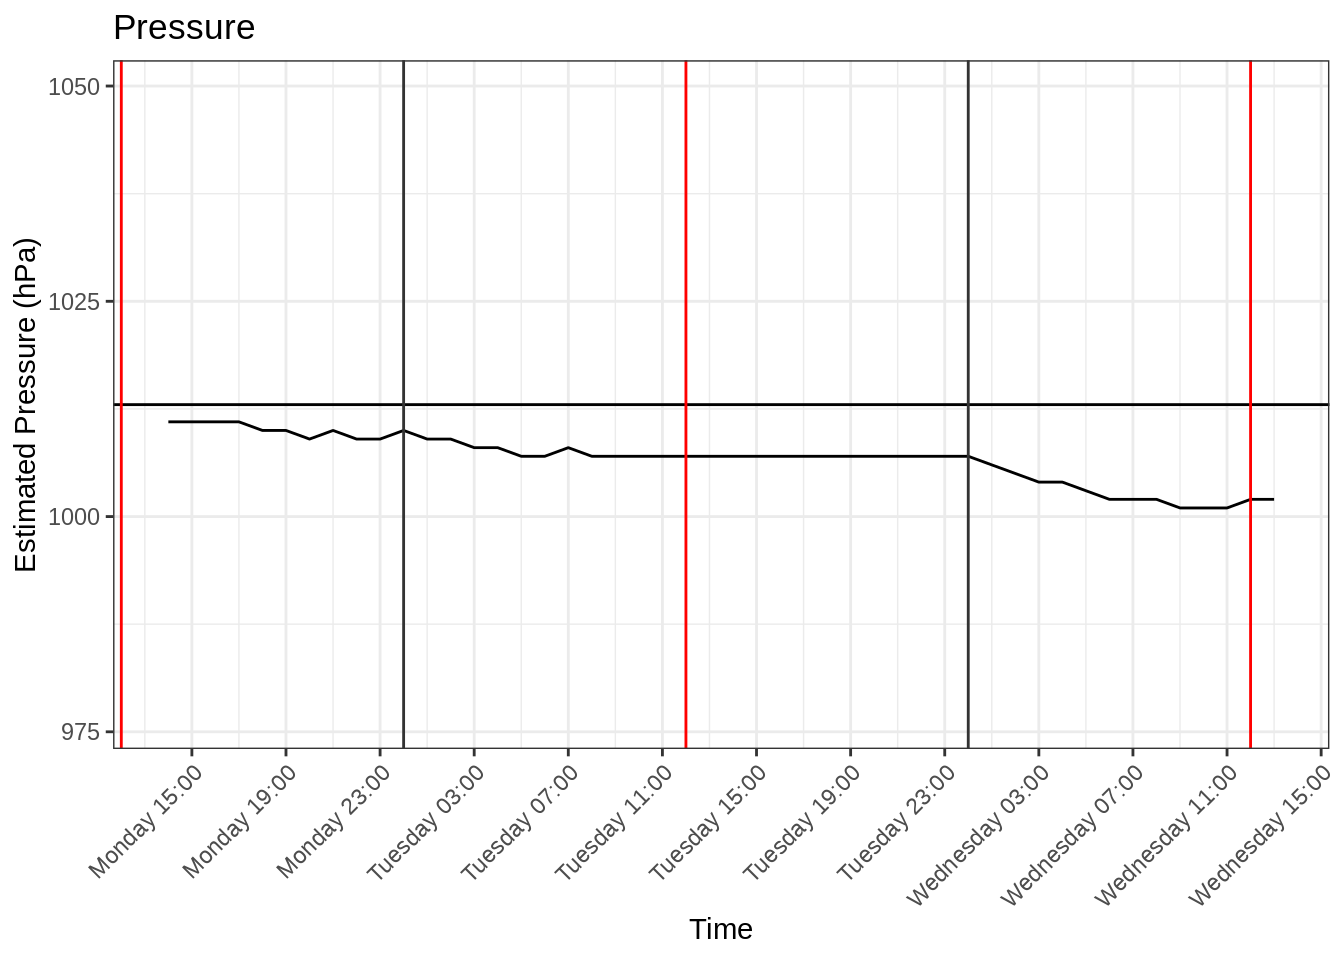 Pressure
Estimated Pressure (hPa)
1050
1025
1000
975
Monday 15:00
Monday 19:00
Monday 23:00
Tuesday 03:00
Tuesday 07:00
Tuesday 11:00
Tuesday 15:00
Tuesday 19:00
Tuesday 23:00
Wednesday 03:00
Wednesday 07:00
Wednesday 11:00
Wednesday 15:00
Time